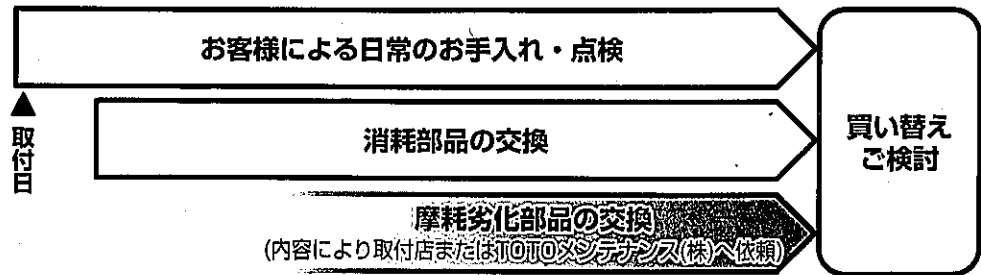 お客様による日常のお手入れ・点検
▲
取付日
消耗部品の交換
買い替え
ご検討
摩耗劣化部品の交換
(内容により取付店またはTOTOメンテナンス(株)へ依頼)